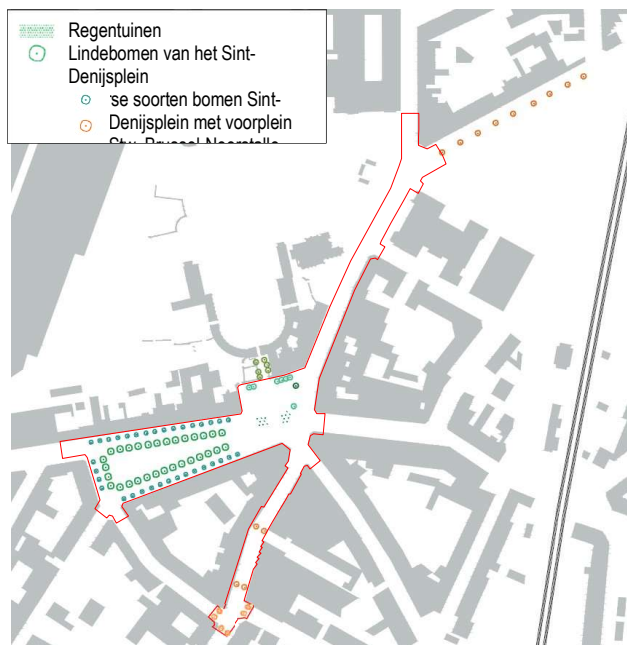 Regentuinen
Lindebomen van het Sint-
Denijsplein
se soorten bomen Sint-
Denijsplein met voorplein